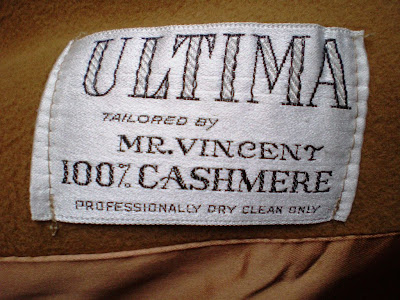 ULTIMA
TAILORED BY
MR. VINCENT
100% CASHMERE
PROFESSIONALLY DRY CLEAN ONLY